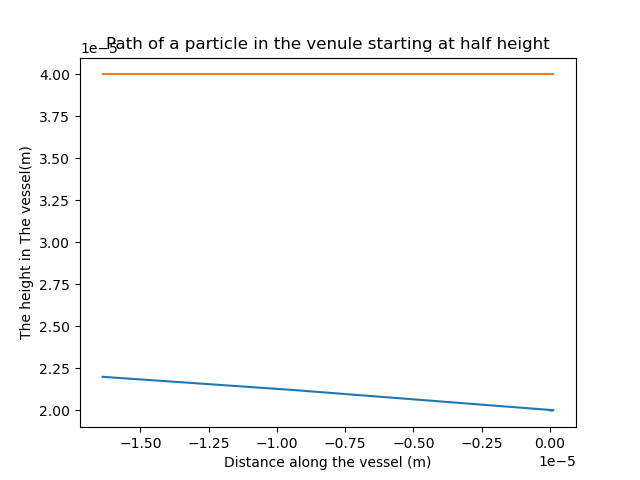 Path of a particle in the venule starting at half height
1e−5
4.00
3.75
3.50
3.25
3.00
2.75
2.50
2.25
2.00
The height in The vessel(m)
−1.50 −1.25 −1.00 −0.75 −0.50 −0.25 0.00
1e−5
Distance along the vessel (m)